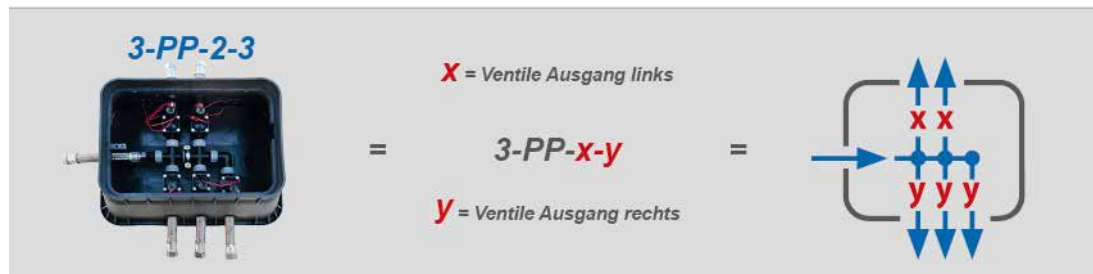 3-PP-2-3
x = Ventile Ausgang links
= 3-PP-x-y =
y = Ventile Ausgang rechts
x x
y y y